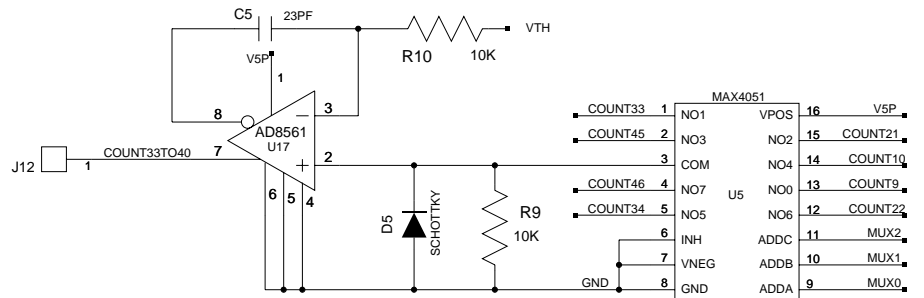 C5 23PF
V5P
R10 10K
VTH
1
8
3
AD8561
U17
J12
1
COUNT33TO40
7
2
6 5 4
D5
SCHOTTKY
R9
10K
GND
MAX4051
U5
COUNT33 1 NO1 VPOS 16 V5P
COUNT45 2 NO3 NO2 15 COUNT21
3 COM NO4 14 COUNT10
COUNT46 4 NO7 NO0 13 COUNT9
COUNT34 5 NO5 NO6 12 COUNT22
6 INH ADDC 11 MUX2
7 VNEG ADDB 10 MUX1
8 GND ADDA 9 MUX0